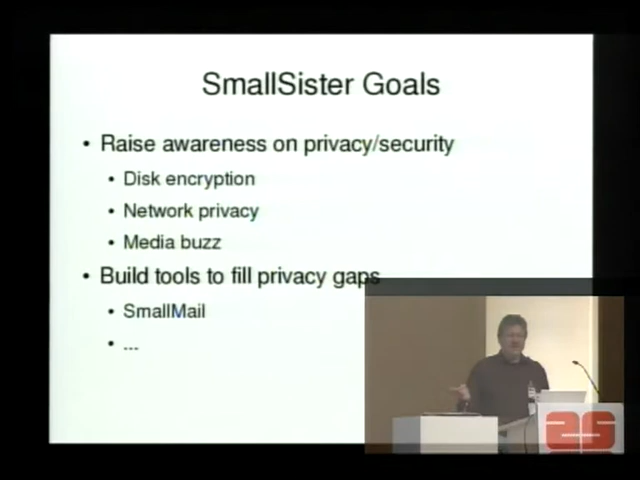 SmallSister Goals
• Raise awareness on privacy/security
• Disk encryption
• Network privacy
• Media buzz
• Build tools to fill privacy gaps
• SmallMail
• ...
25